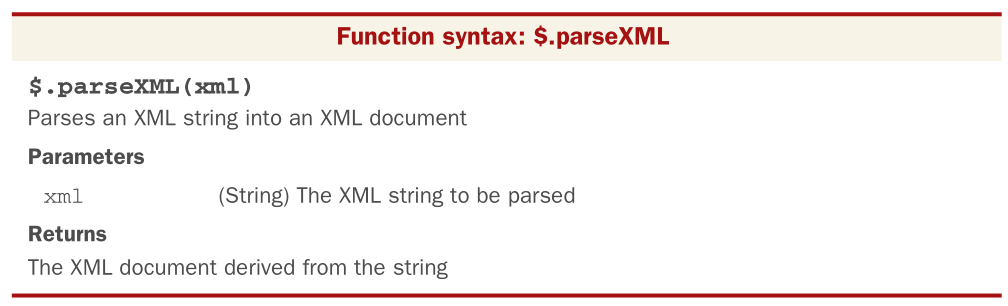 Function syntax: $.parseXML
$.parseXML(xml)
Parses an XML string into an XML document
Parameters
xml (String) The XML string to be parsed
Returns
The XML document derived from the string